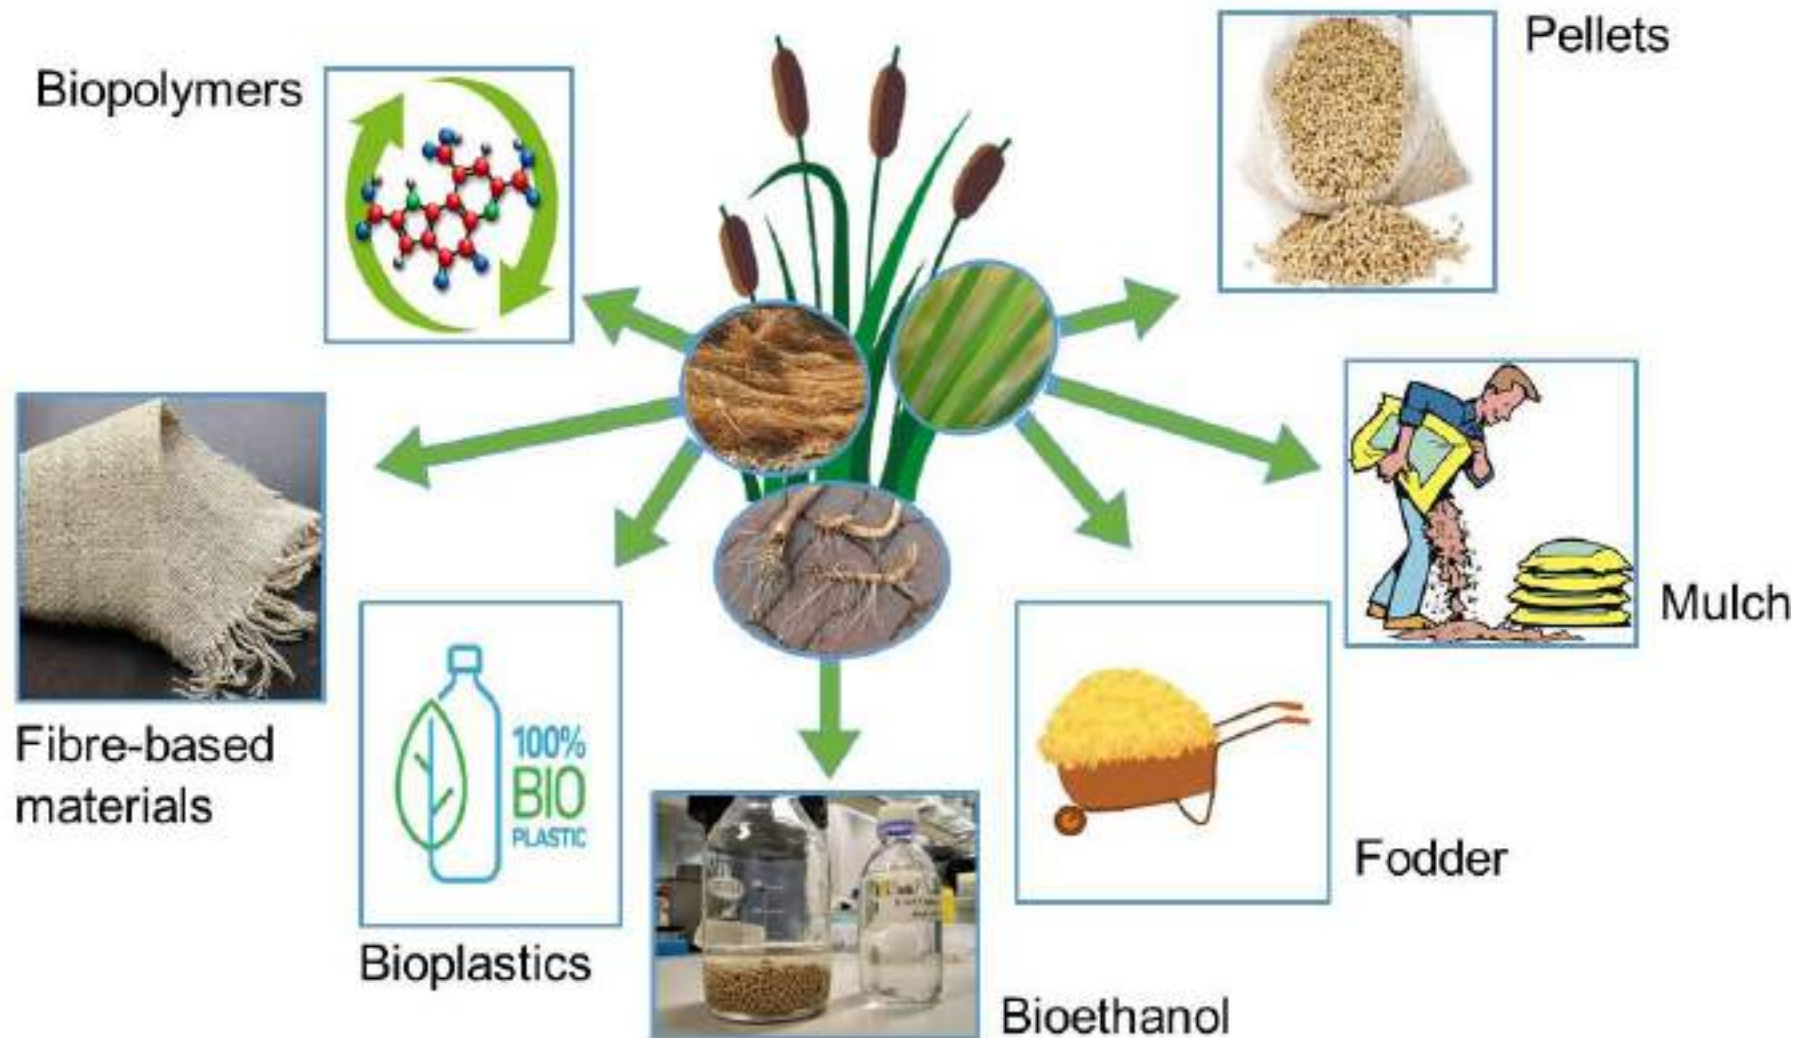 Pellets
Biopolymers
Mulch
Fibre-based
materials
100%
BIO
PLASTIC
Fodder
Bioplastics
Bioethanol